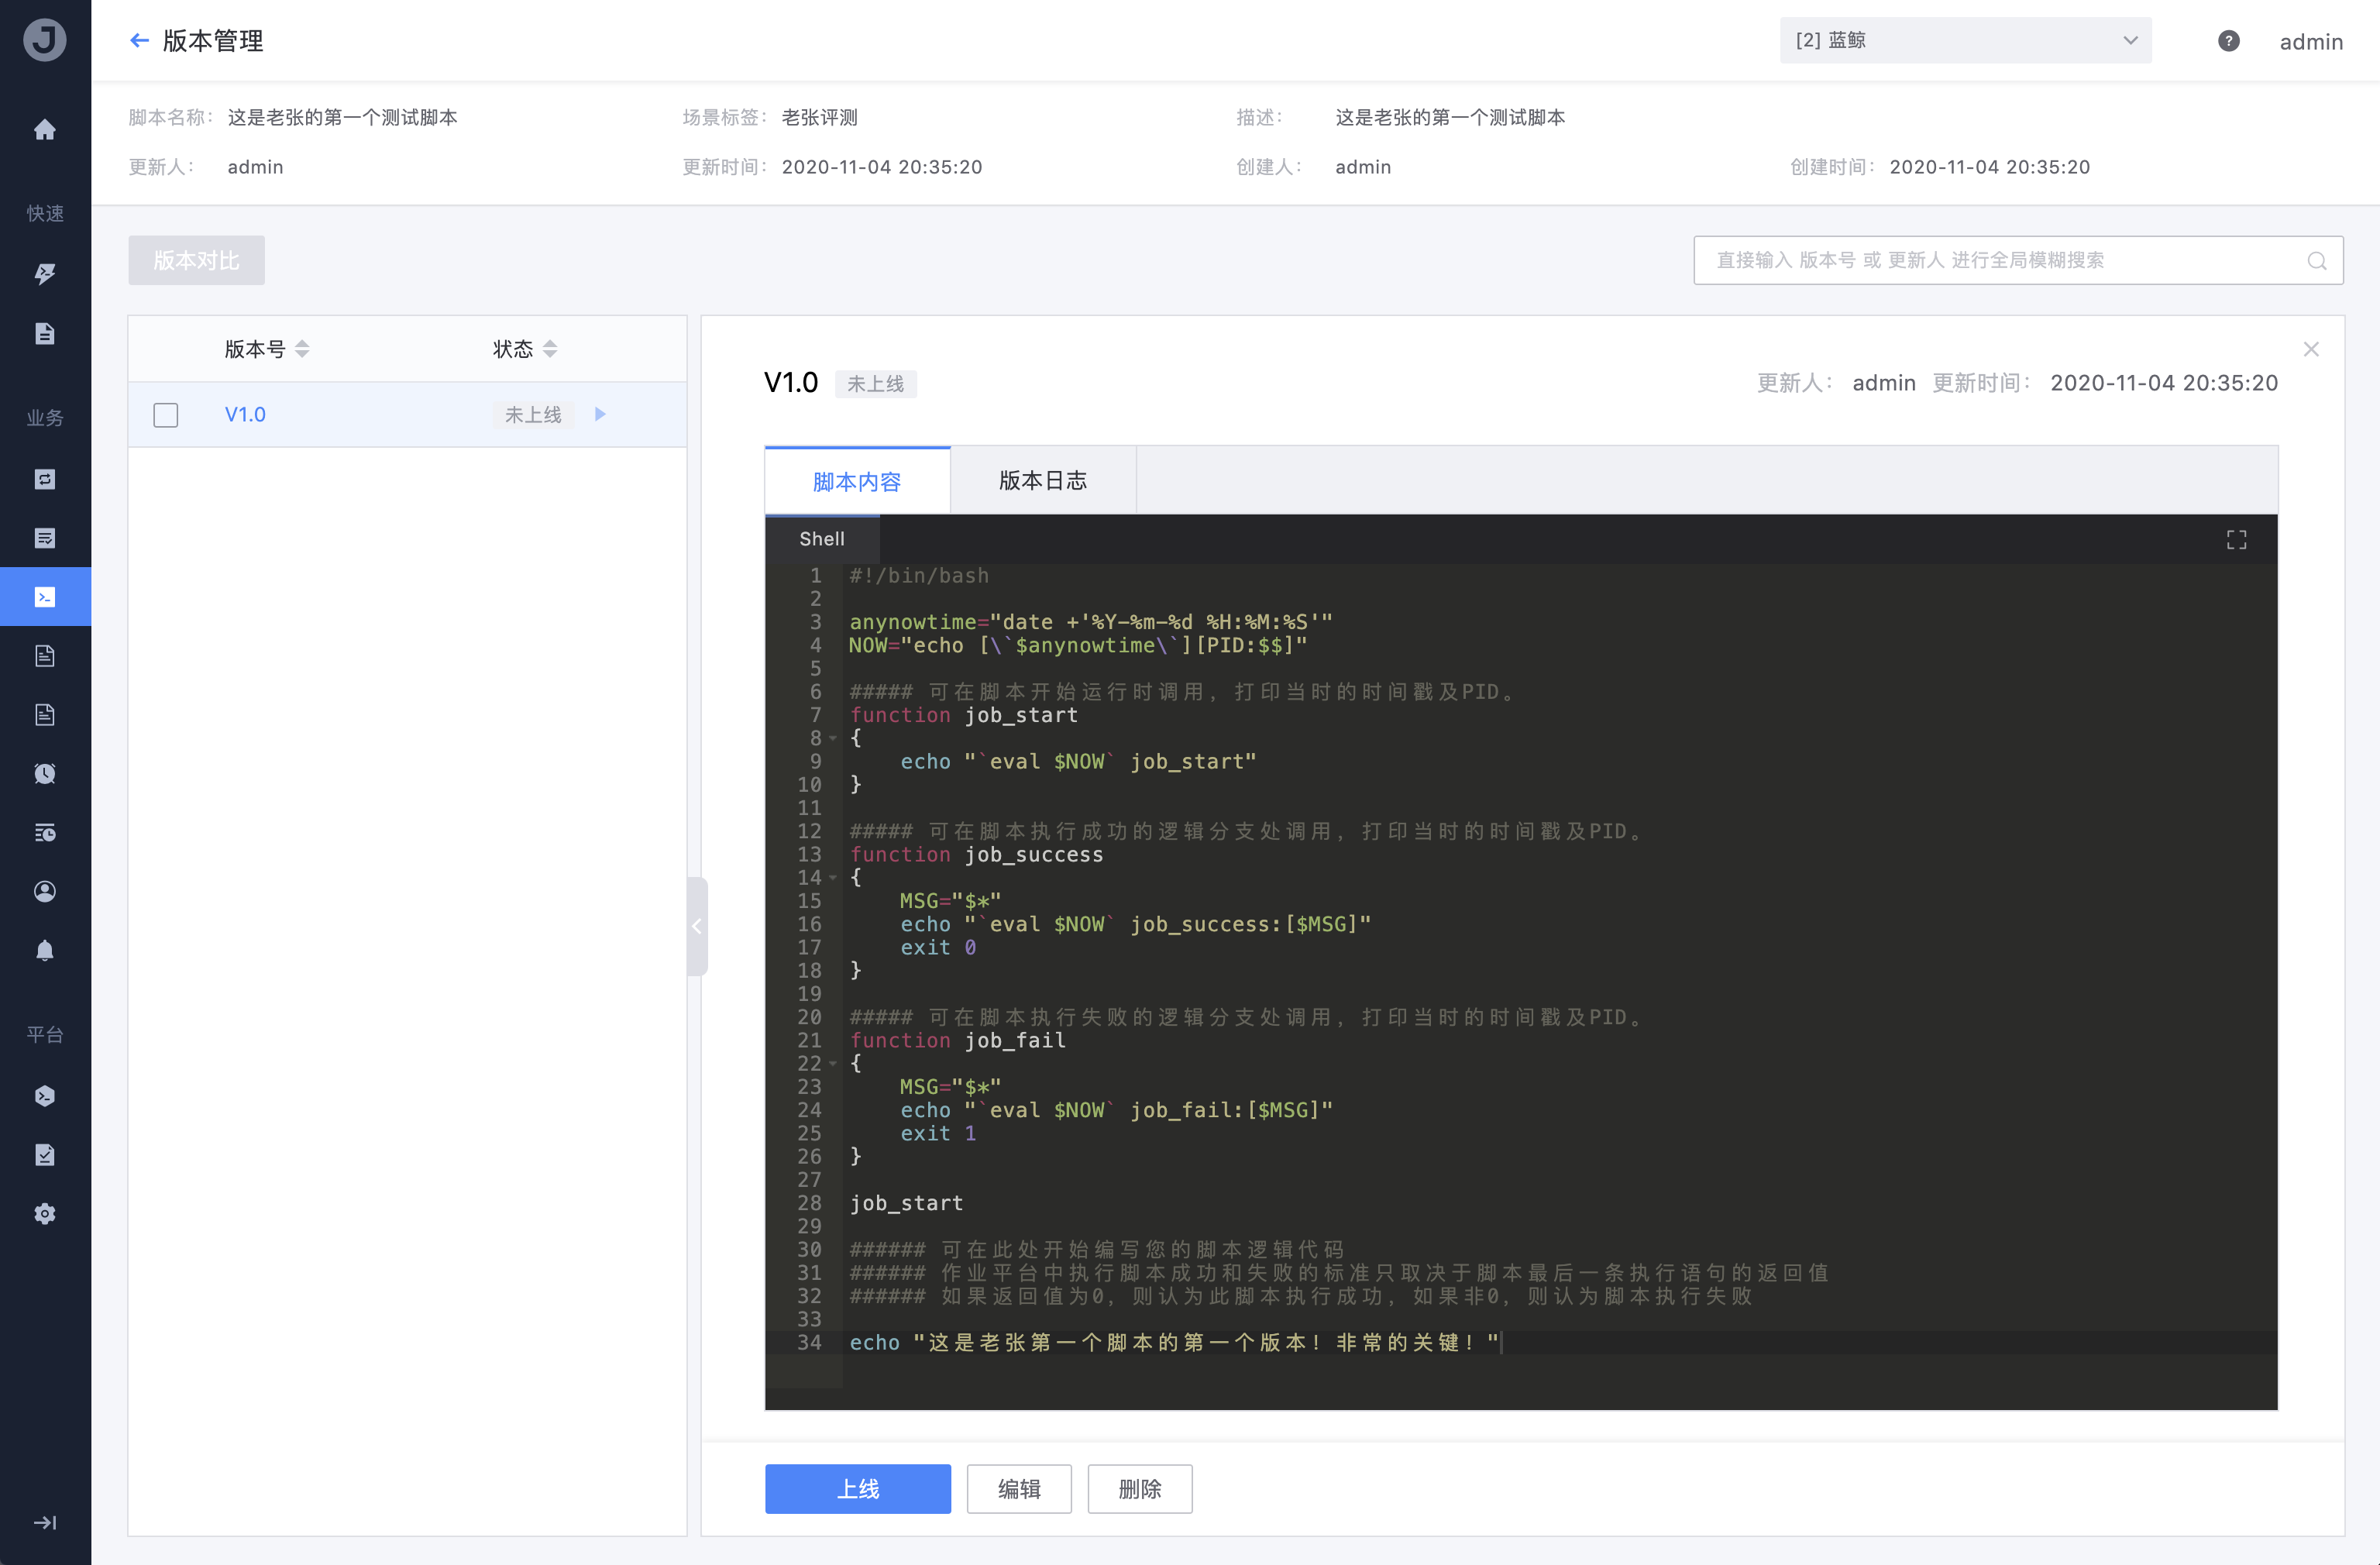 J
版本管理
[2] 蓝鲸
?
admin
脚本名称： 这是老张的第一个测试脚本
场景标签： 老张评测
描述： 这是老张的第一个测试脚本
更新人： admin
更新时间： 2020-11-04 20:35:20
创建人： admin
创建时间： 2020-11-04 20:35:20
快速
业务
平台
版本对比
直接输入 版本号 或 更新人 进行全局模糊搜索
版本号 状态
V1.0 未上线
V1.0 未上线
更新人： admin 更新时间： 2020-11-04 20:35:20
脚本内容 版本日志
Shell
1 #!/bin/bash
2
3 anynowtime="date +'%Y-%m-%d %H:%M:%S'"
4 NOW="echo [\`$anynowtime\`][PID:$$]"
5
6 ##### 可在脚本开始运行时调用，打印当时的时间戳及PID。
7 function job_start
8 {
9     echo "`eval $NOW` job_start"
10 }
11
12 ##### 可在脚本执行成功的逻辑分支处调用，打印当时的时间戳及PID。
13 function job_success
14 {
15     MSG="$*"
16     echo "`eval $NOW` job_success:[$MSG]"
17     exit 0
18 }
19
20 ##### 可在脚本执行失败的逻辑分支处调用，打印当时的时间戳及PID。
21 function job_fail
22 {
23     MSG="$*"
24     echo "`eval $NOW` job_fail:[$MSG]"
25     exit 1
26 }
27
28 job_start
29
30 ###### 可在此处开始编写您的脚本逻辑代码
31 ###### 作业平台中执行脚本成功和失败的标准只取决于脚本最后一条执行语句的返回值
32 ###### 如果返回值为0，则认为此脚本执行成功，如果非0，则认为脚本执行失败
33
34 echo "这是老张第一个脚本的第一个版本！非常的关键！"
上线 编辑 删除